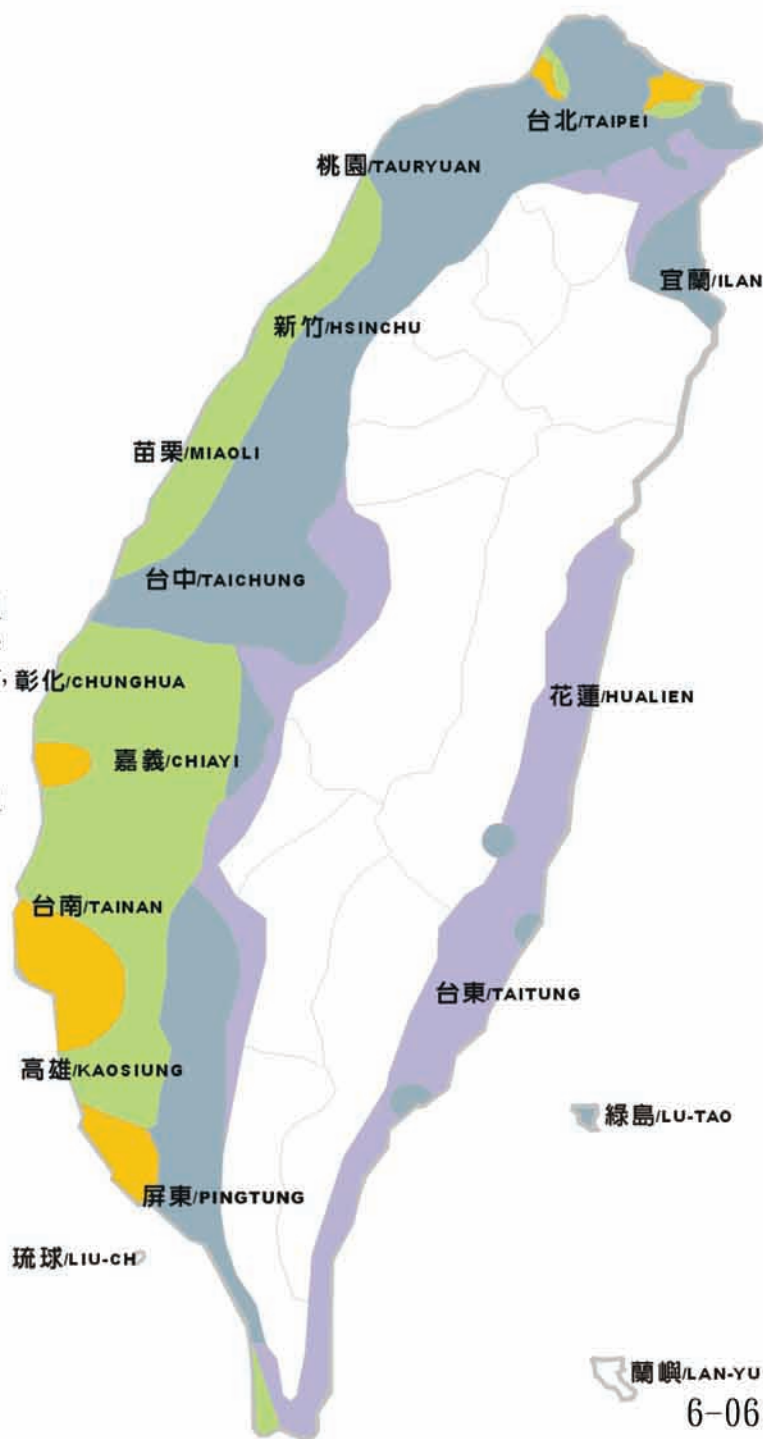 台北/TAIPEI
桃園/TAURYUAN
宜蘭/ILAN
新竹/HSINCHU
苗栗/MIAOLI
台中/TAICHUNG
彰化/CHUNGHUA
花蓮/HUALIEN
嘉義/CHIAYI
台南/TAINAN
台東/TAITUNG
高雄/KAOSIUNG
綠島/LU-TAO
屏東/PINGTUNG
琉球/LIU-CH
蘭嶼/LAN-YU
6-06